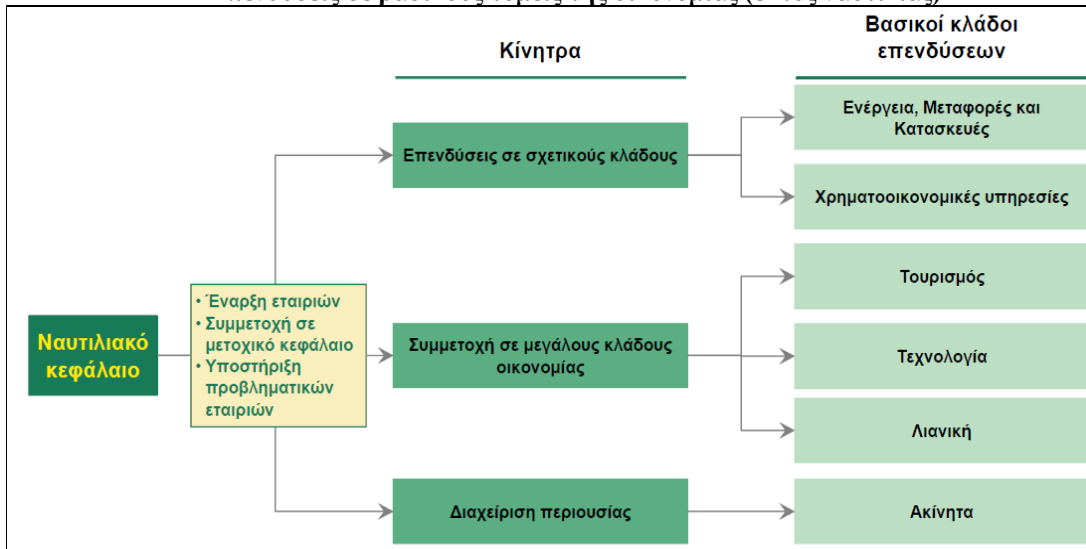 Κίνητρα
Βασικοί κλάδοι
επενδύσεων
Ναυτιλιακό
κεφάλαιο
• Έναρξη εταιριών
• Συμμετοχή σε
μετοχικό κεφάλαιο
• Υποστήριξη
προβληματικών
εταιριών
Επενδύσεις σε σχετικούς κλάδους
Ενέργεια, Μεταφορές και
Κατασκευές
Χρηματοοικονομικές υπηρεσίες
Συμμετοχή σε μεγάλους κλάδους
οικονομίας
Τουρισμός
Τεχνολογία
Λιανική
Διαχείριση περιουσίας
Ακίνητα